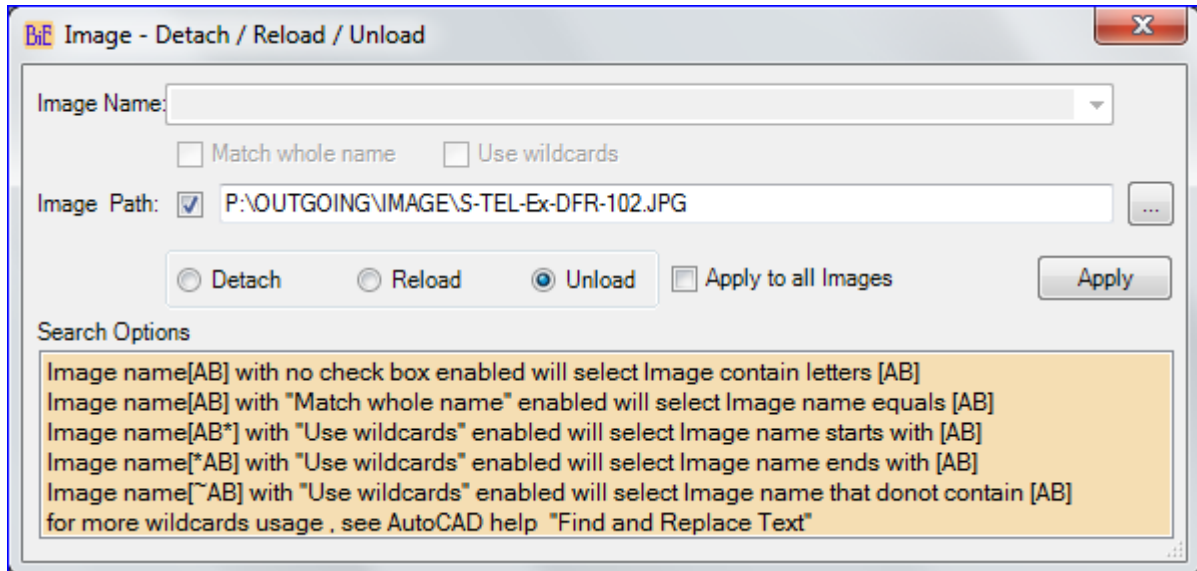 BiE Image - Detach / Reload / Unload
Image Name:
Match whole name Use wildcards
Image Path: P:\OUTGOING\IMAGE\S-TEL-Ex-DFR-102.JPG ...
Detach Reload Unload Apply to all Images Apply
Search Options
Image name[AB] with no check box enabled will select Image contain letters [AB]
Image name[AB] with "Match whole name" enabled will select Image name equals [AB]
Image name[AB*] with "Use wildcards" enabled will select Image name starts with [AB]
Image name[*AB] with "Use wildcards" enabled will select Image name ends with [AB]
Image name[~AB] with "Use wildcards" enabled will select Image name that donot contain [AB]
for more wildcards usage , see AutoCAD help "Find and Replace Text"